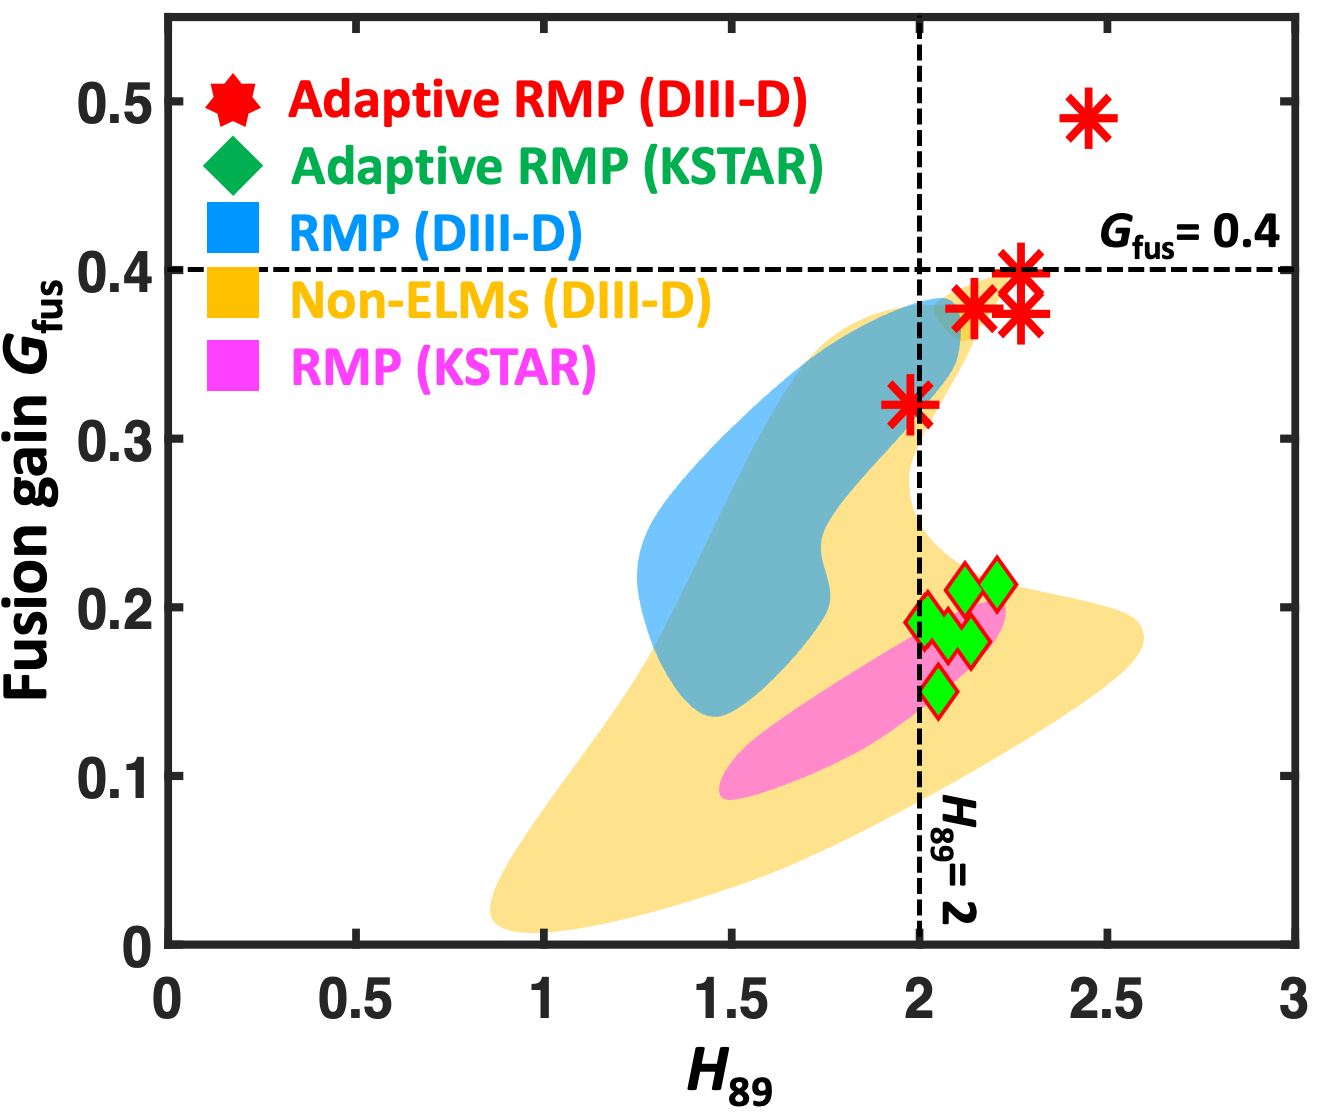 Adaptive RMP (DIII-D)
Adaptive RMP (KSTAR)
RMP (DIII-D)
Non-ELMs (DIII-D)
RMP (KSTAR)
Gfus= 0.4
H89= 2
Fusion gain Gfus
0.5
0.4
0.3
0.2
0.1
0
0 0.5 1 1.5 2 2.5 3
H89